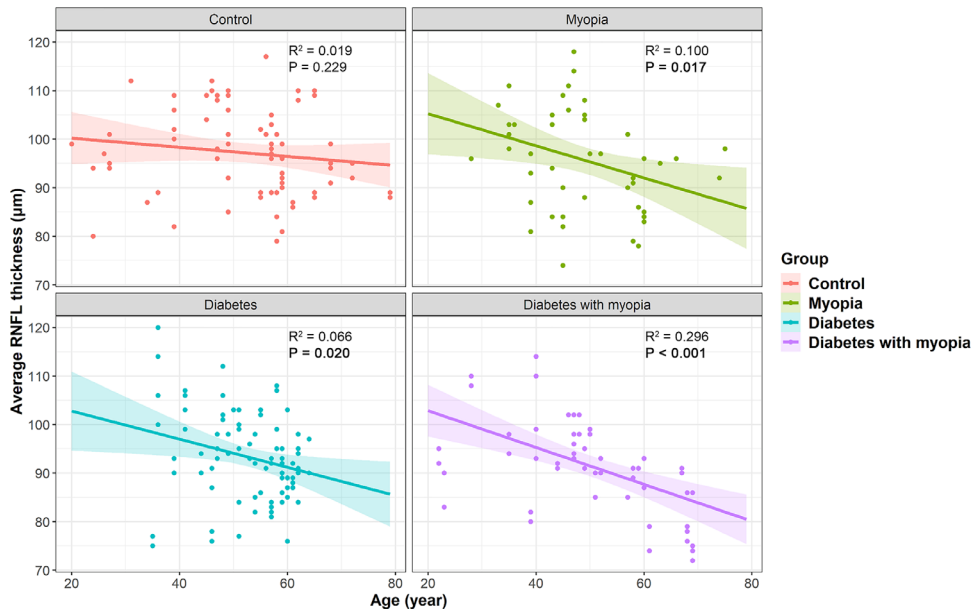 Control
Myopia
R² = 0.019
P = 0.229
R² = 0.100
P = 0.017
120
110
100
90
80
70
Diabetes
Diabetes with myopia
R² = 0.066
P = 0.020
R² = 0.296
P < 0.001
120
110
100
90
80
70
20
40
60
80
20
40
60
80
Age (year)
Average RNFL thickness (μm)
Group
Control
Myopia
Diabetes
Diabetes with myopia